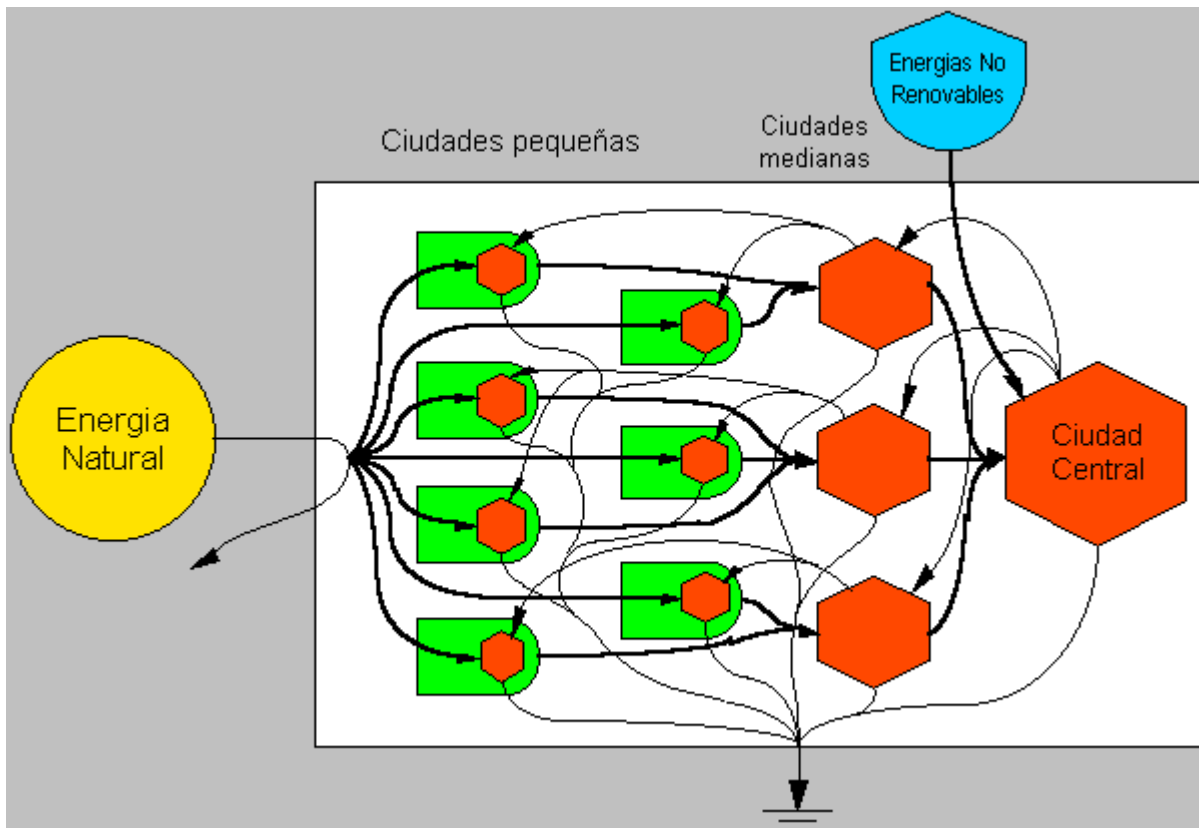 Energias No
Renovables
Ciudades pequeñas
Ciudades
medianas
Energia
Natural
Ciudad
Central